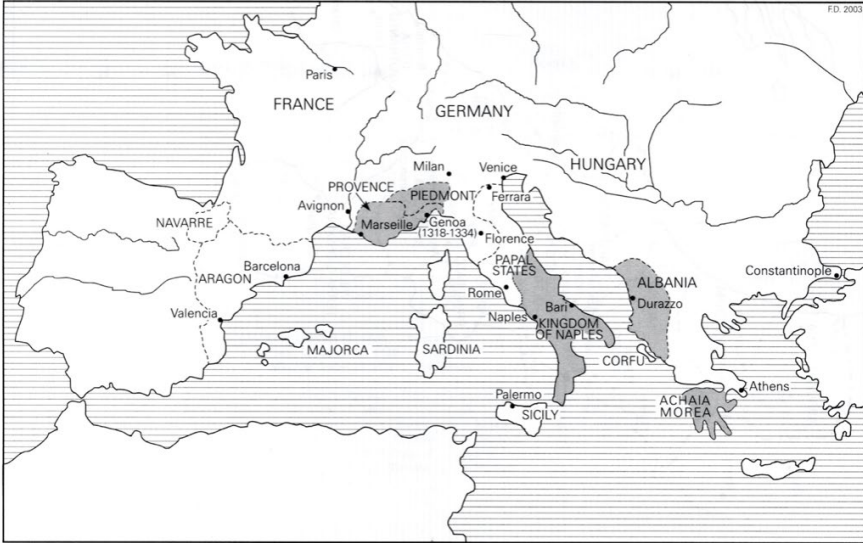 F.D. 2003
Paris
FRANCE
GERMANY
Milan
Venice
HUNGARY
PROVENCE
PIEDMONT
Ferrara
Avignon
NAVARRE
Marseille
Genoa
(1318-1334)
Florence
PAPAL
STATES
ARAGON
Barcelona
ALBANIA
Constantinople
Rome
Bari
Durazzo
Valencia
Naples
KINGDOM
OF NAPLES
MAJORCA
SARDINIA
CORFU
Athens
Palermo
SICILY
ACHAIA
MOREA